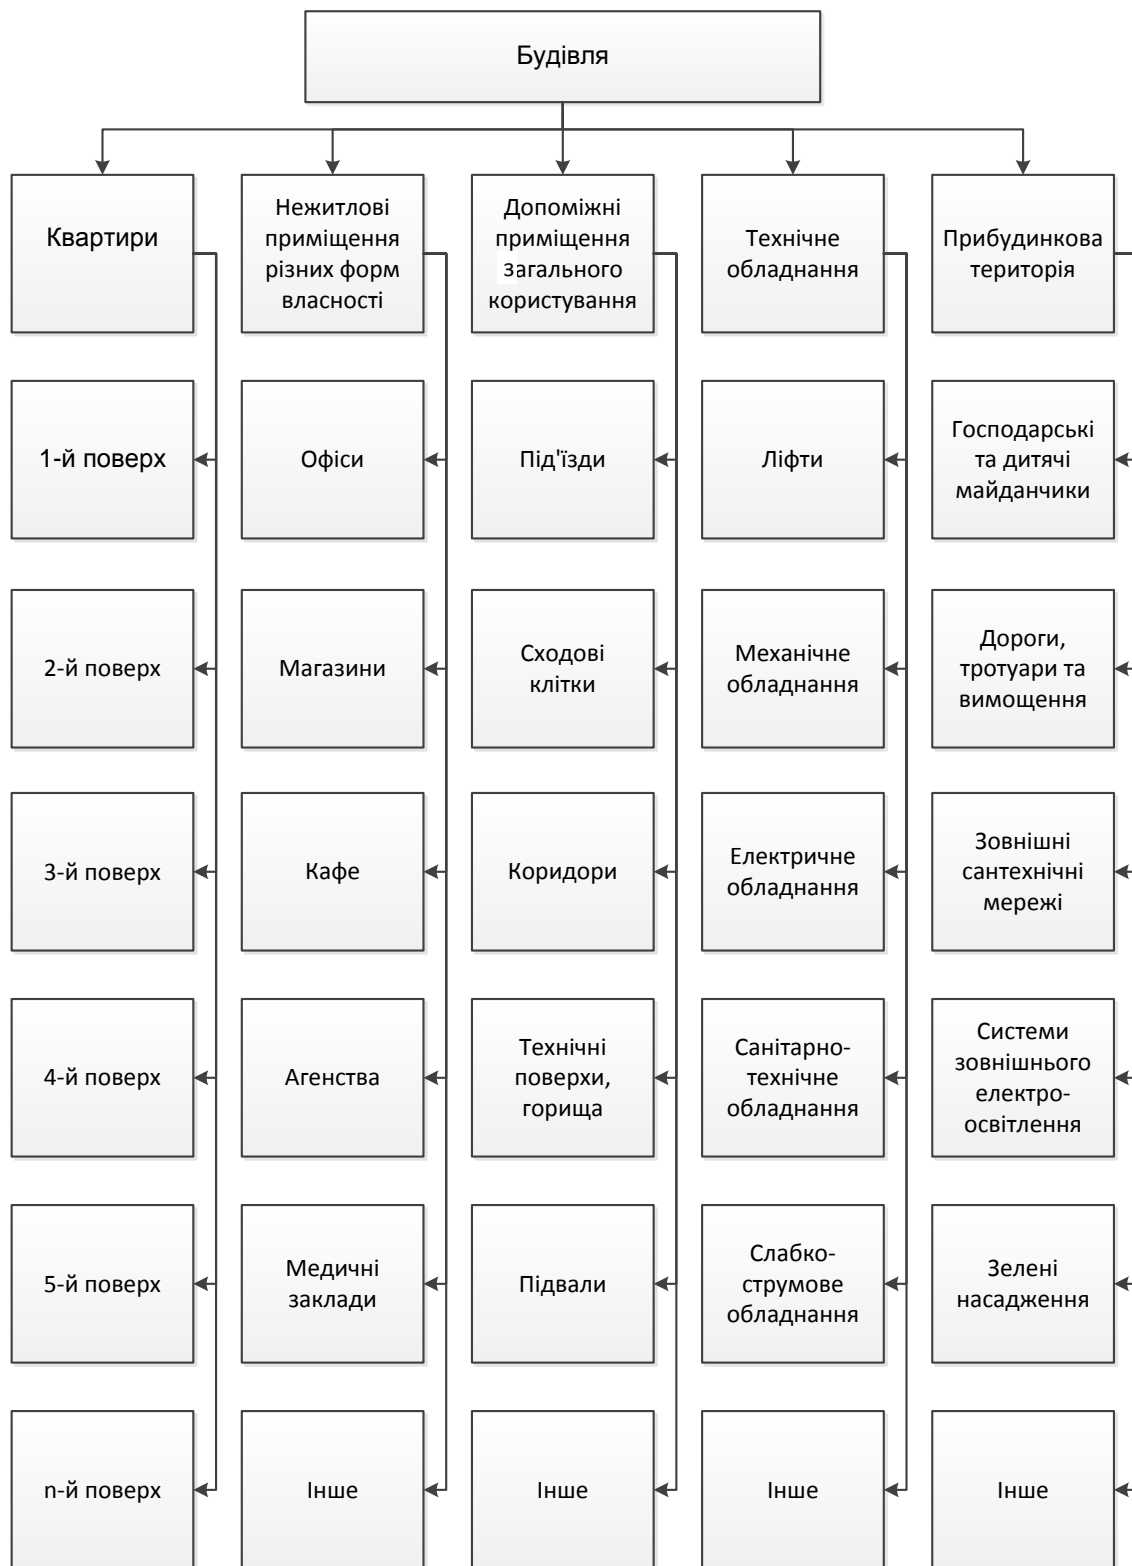 Будівля
Квартири
Нежитлові
приміщення
різних форм
власності
Допоміжні
приміщення
загального
користування
Технічне
обладнання
Прибудинкова
територія
1-й поверх
Офіси
Під'їзди
Ліфти
Господарські
та дитячі
майданчики
2-й поверх
Магазини
Сходові
клітки
Механічне
обладнання
Дороги,
тротуари та
вимощення
3-й поверх
Кафе
Коридори
Електричне
обладнання
Зовнішні
сантехнічні
мережі
4-й поверх
Агенства
Технічні
поверхи,
горища
Санітарно-
технічне
обладнання
Системи
зовнішнього
електро-
освітлення
5-й поверх
Медичні
заклади
Підвали
Слабко-
струмове
обладнання
Зелені
насадження
n-й поверх
Інше
Інше
Інше
Інше